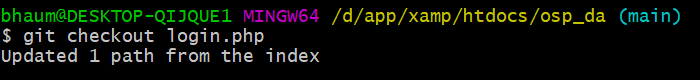 bhaum@DESKTOP-QIJQUE1 MINGW64 /d/app/xamp/htdocs/osp_da (main)
$ git checkout login.php
Updated 1 path from the index